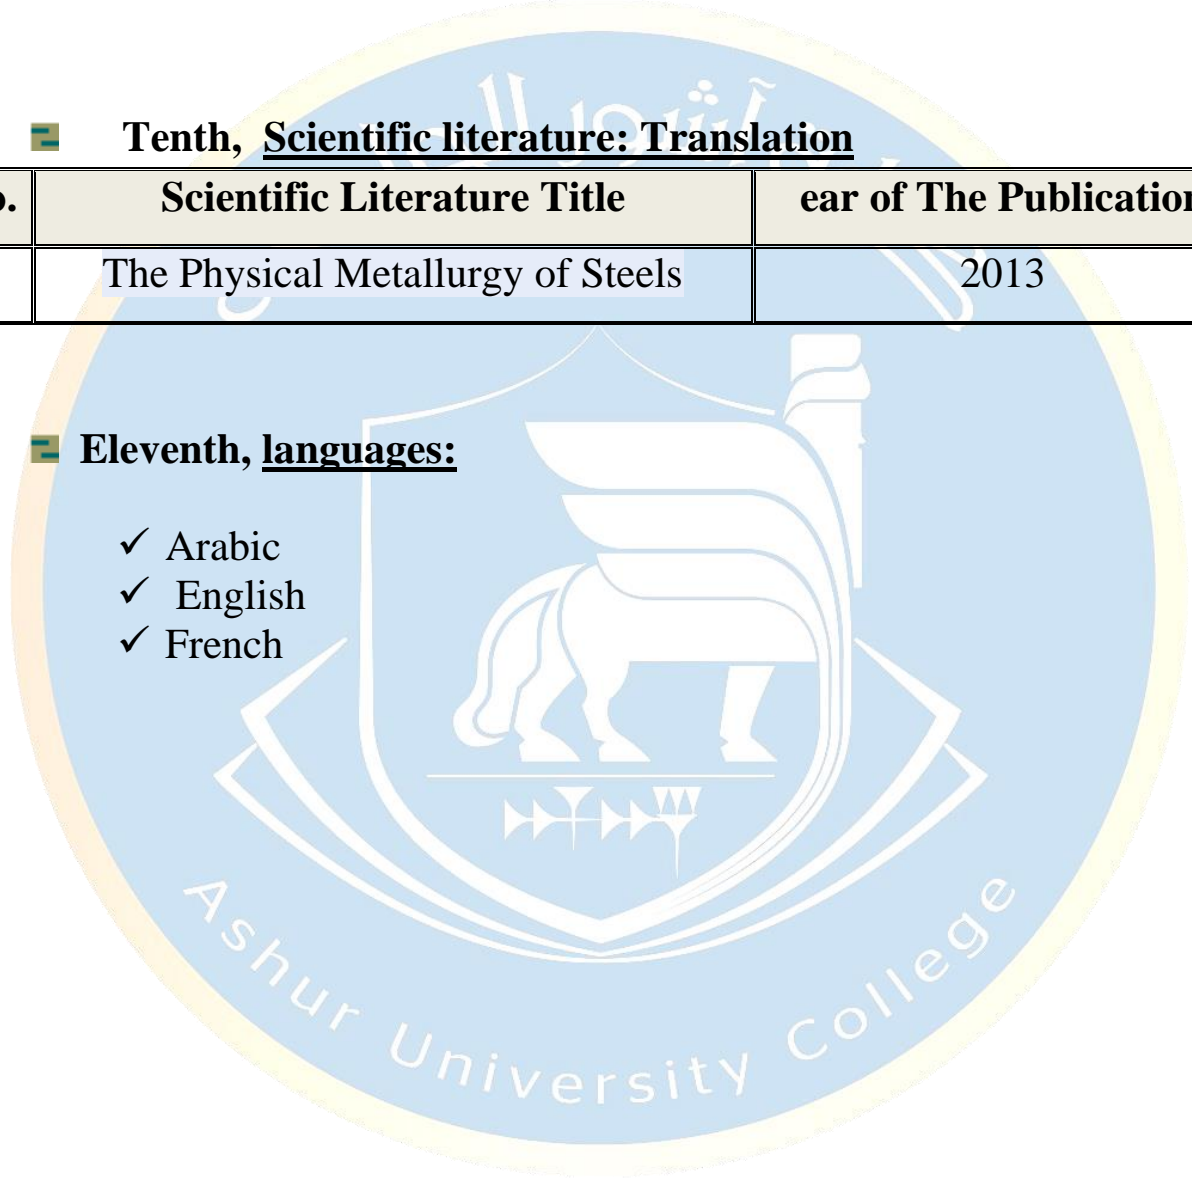 Tenth, Scientific literature: Translation
o. Scientific Literature Title ear of The Publication
The Physical Metallurgy of Steels 2013
Eleventh, languages:
✓ Arabic
✓ English
✓ French
Ashur University College